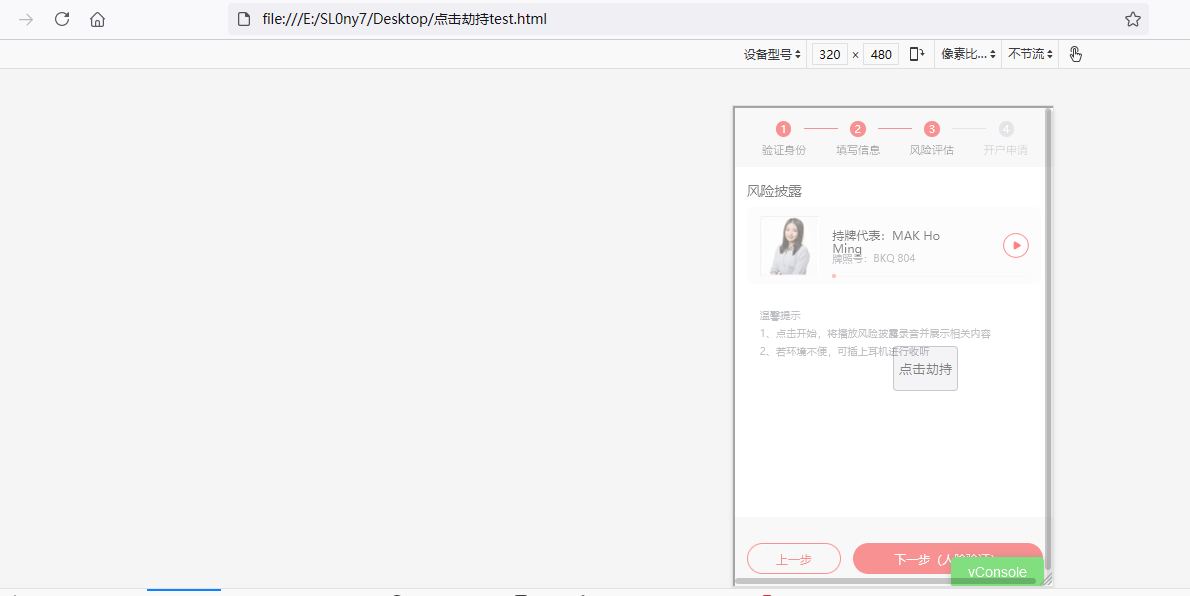 file:///E:/SL0ny7/Desktop/点击劫持test.html
设备型号 320 × 480 像素比... 不节流
1 2 3 4
验证身份 填写信息 风险评估 开户申请
风险披露
持牌代表：MAK Ho
Ming
牌照号：BKQ 804
温馨提示
1、点击开始，将播放风险披露录音并展示相关内容
2、若环境不便，可插上耳机进行收听
点击劫持
上一步 下一步（人脸验证）
vConsole